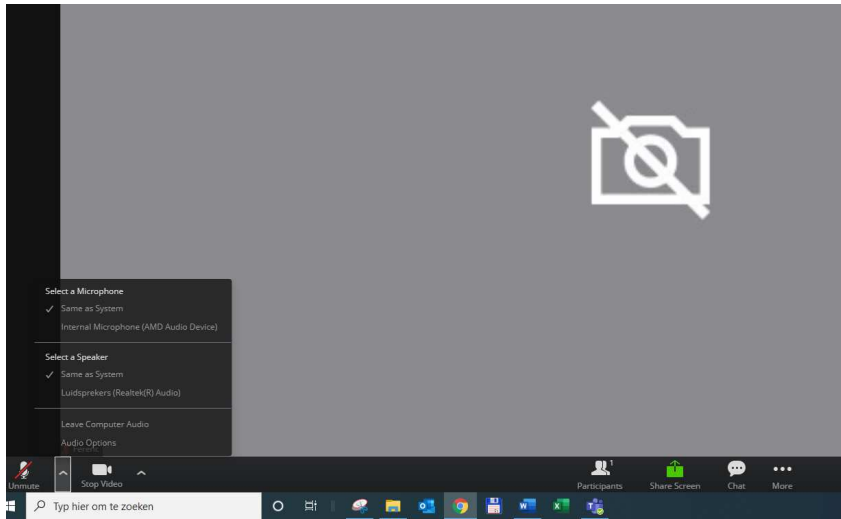 Select a Microphone
Same as System
Internal Microphone (AMD Audio Device)
Select a Speaker
Same as System
Luidsprekers (Realtek(R) Audio)
Leave Computer Audio
Audio Options
Unmute
Stop Video
1
Participants
Share Screen
Chat
More
Typ hier om te zoeken